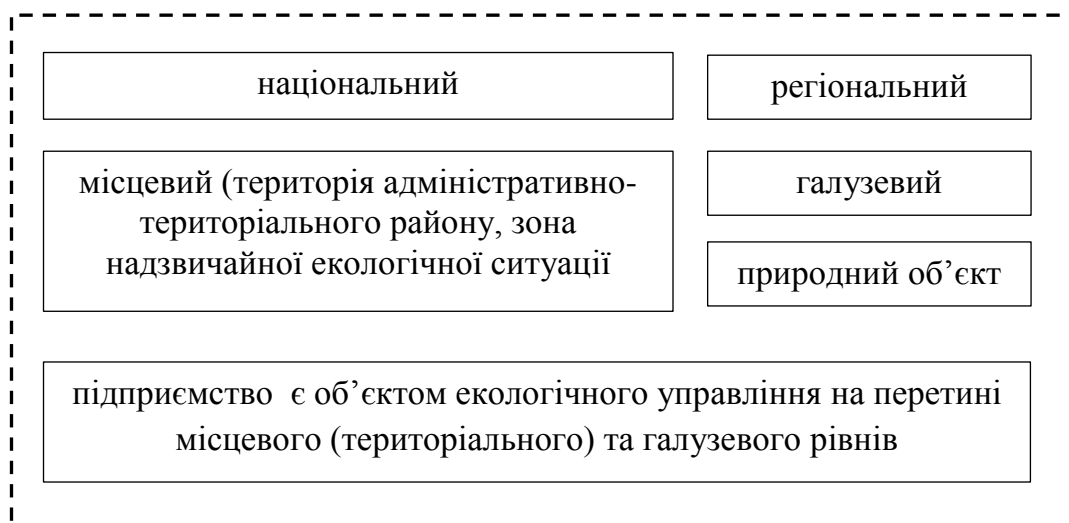 національний
регіональний
місцевий (територія адміністративно-
територіального району, зона
надзвичайної екологічної ситуації
галузевий
природний об’єкт
підприємство є об’єктом екологічного управління на перетині
місцевого (територіального) та галузевого рівнів